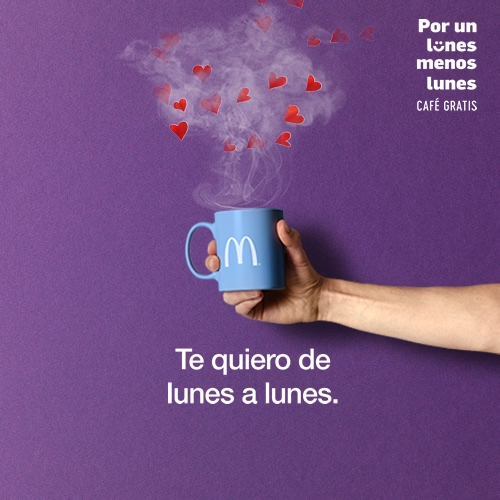 Por un
lunes
menos
lunes
CAFÉ GRATIS
M
Te quiero de
lunes a lunes.